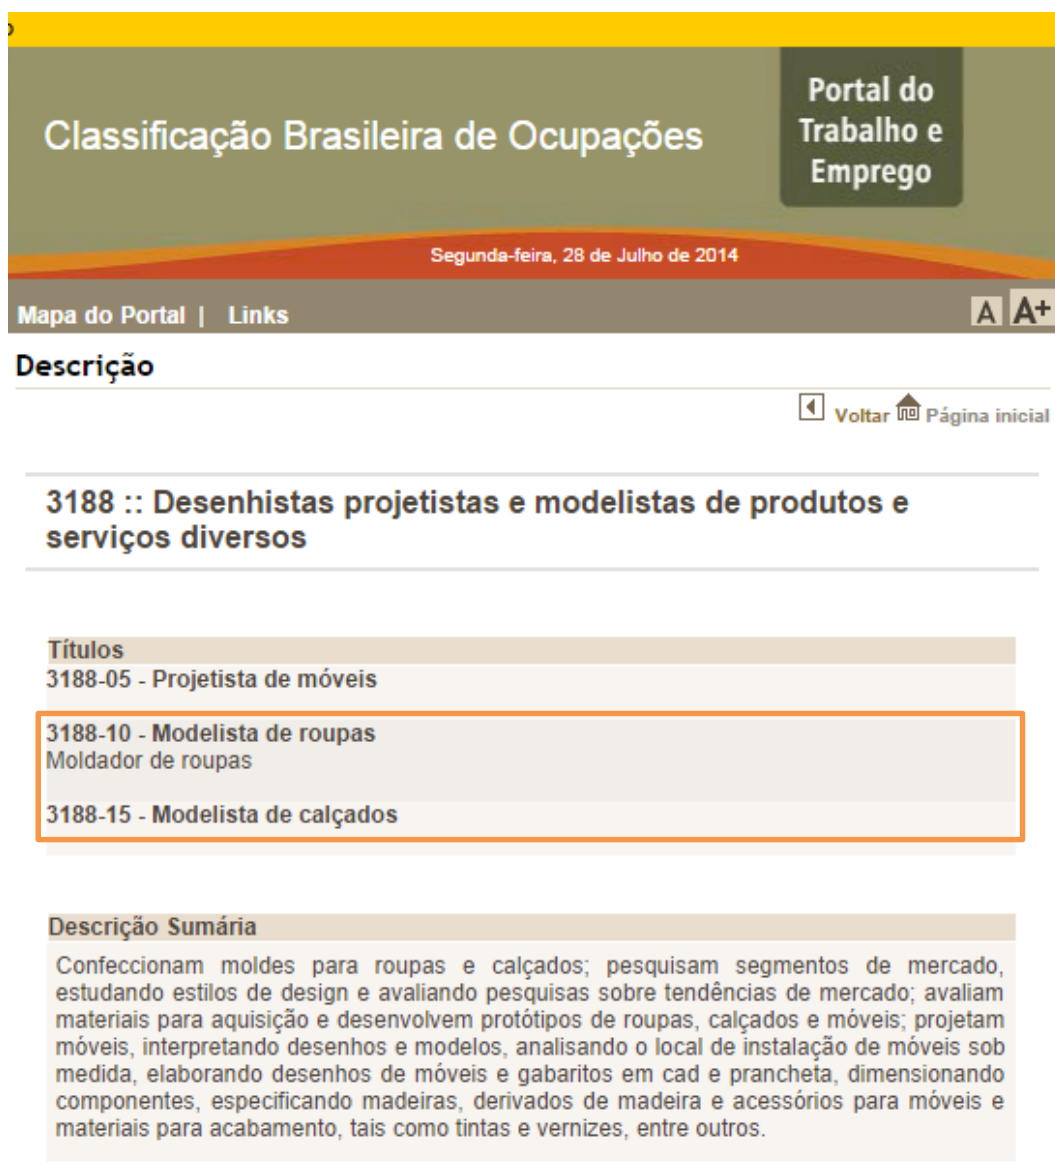 o
Classificação Brasileira de Ocupações
Portal do
Trabalho e
Emprego
Segunda-feira, 28 de Julho de 2014
Mapa do Portal | Links
A A+
Descrição
Voltar Página inicial
3188 :: Desenhistas projetistas e modelistas de produtos e
serviços diversos
Títulos
3188-05 - Projetista de móveis
3188-10 - Modelista de roupas
Moldador de roupas
3188-15 - Modelista de calçados
Descrição Sumária
Confeccionam moldes para roupas e calçados; pesquisam segmentos de mercado,
estudando estilos de design e avaliando pesquisas sobre tendências de mercado; avaliam
materiais para aquisição e desenvolvem protótipos de roupas, calçados e móveis; projetam
móveis, interpretando desenhos e modelos, analisando o local de instalação de móveis sob
medida, elaborando desenhos de móveis e gabaritos em cad e prancheta, dimensionando
componentes, especificando madeiras, derivados de madeira e acessórios para móveis e
materiais para acabamento, tais como tintas e vernizes, entre outros.